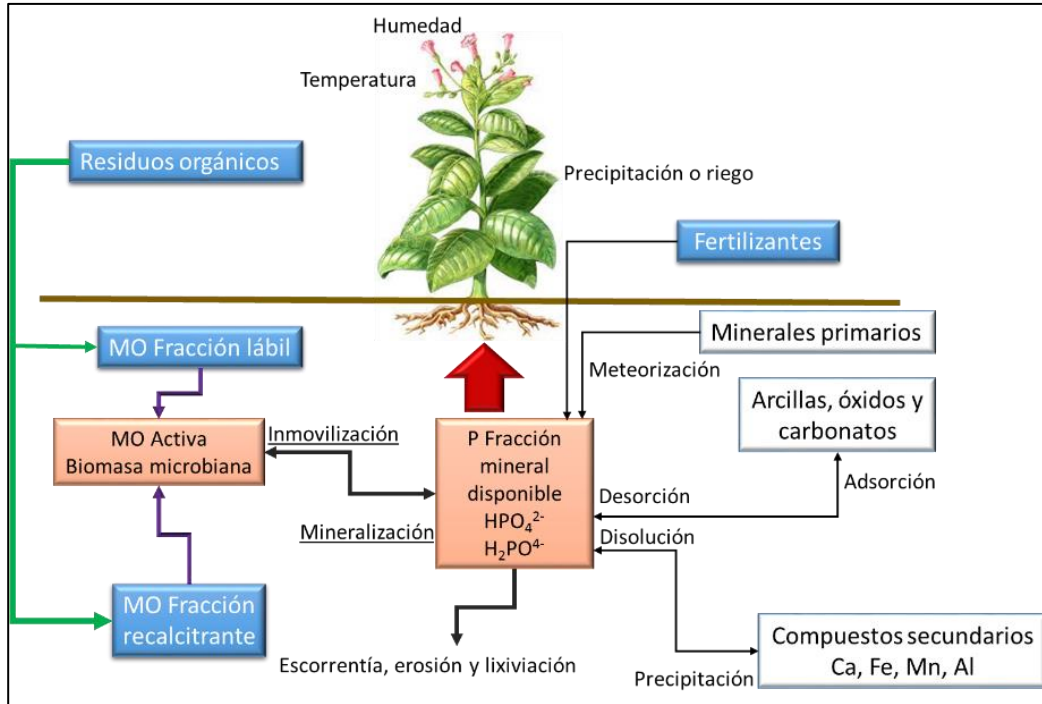 Humedad
Temperatura
Residuos orgánicos
Precipitación o riego
Fertilizantes
MO Fracción lábil
Minerales primarios
Meteorización
Arcillas, óxidos y
carbonatos
MO Activa
Biomasa microbiana
Inmovilización
Mineralización
P Fracción
mineral
disponible
HPO₄²⁻
H₂PO⁴⁻
Desorción
Adsorción
Disolución
MO Fracción
recalcitrante
Escorrentía, erosión y lixiviación
Compuestos secundarios
Ca, Fe, Mn, Al
Precipitación